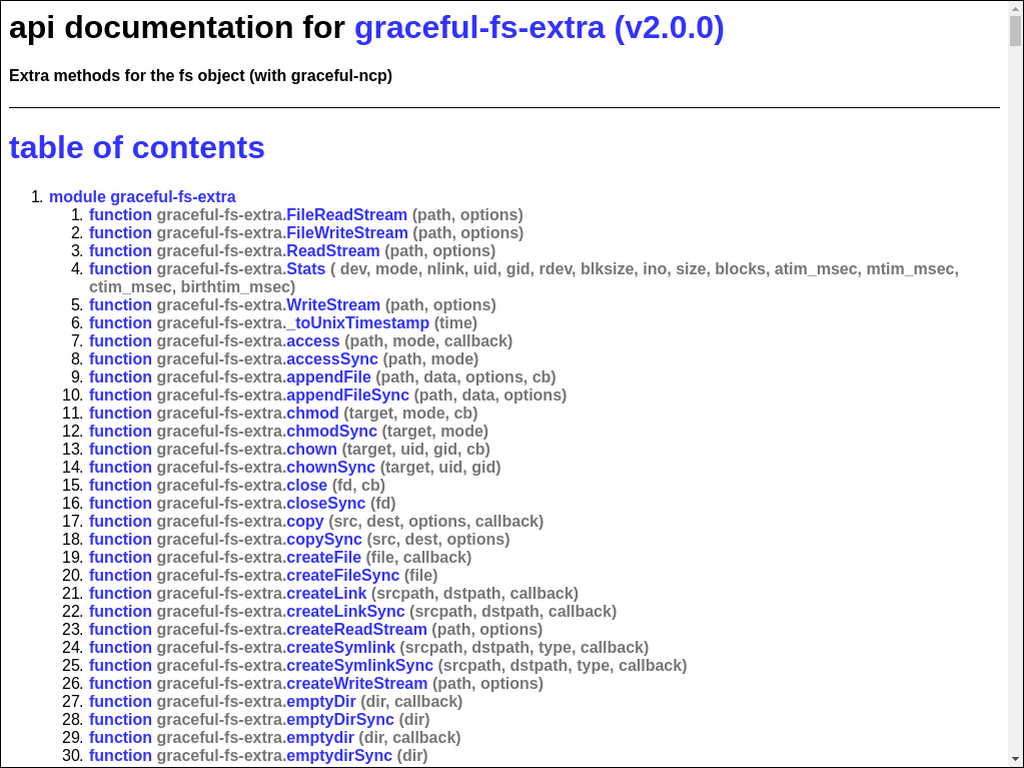 api documentation for graceful-fs-extra (v2.0.0)
Extra methods for the fs object (with graceful-ncp)
table of contents
1. module graceful-fs-extra
1. function graceful-fs-extra.FileReadStream (path, options)
2. function graceful-fs-extra.FileWriteStream (path, options)
3. function graceful-fs-extra.ReadStream (path, options)
4. function graceful-fs-extra.Stats ( dev, mode, nlink, uid, gid, rdev, blksize, ino, size, blocks, atim_msec, mtim_msec,
ctim_msec, birthtim_msec)
5. function graceful-fs-extra.WriteStream (path, options)
6. function graceful-fs-extra._toUnixTimestamp (time)
7. function graceful-fs-extra.access (path, mode, callback)
8. function graceful-fs-extra.accessSync (path, mode)
9. function graceful-fs-extra.appendFile (path, data, options, cb)
10. function graceful-fs-extra.appendFileSync (path, data, options)
11. function graceful-fs-extra.chmod (target, mode, cb)
12. function graceful-fs-extra.chmodSync (target, mode)
13. function graceful-fs-extra.chown (target, uid, gid, cb)
14. function graceful-fs-extra.chownSync (target, uid, gid)
15. function graceful-fs-extra.close (fd, cb)
16. function graceful-fs-extra.closeSync (fd)
17. function graceful-fs-extra.copy (src, dest, options, callback)
18. function graceful-fs-extra.copySync (src, dest, options)
19. function graceful-fs-extra.createFile (file, callback)
20. function graceful-fs-extra.createFileSync (file)
21. function graceful-fs-extra.createLink (srcpath, dstpath, callback)
22. function graceful-fs-extra.createLinkSync (srcpath, dstpath, callback)
23. function graceful-fs-extra.createReadStream (path, options)
24. function graceful-fs-extra.createSymlink (srcpath, dstpath, type, callback)
25. function graceful-fs-extra.createSymlinkSync (srcpath, dstpath, type, callback)
26. function graceful-fs-extra.createWriteStream (path, options)
27. function graceful-fs-extra.emptyDir (dir, callback)
28. function graceful-fs-extra.emptyDirSync (dir)
29. function graceful-fs-extra.emptydir (dir, callback)
30. function graceful-fs-extra.emptydirSync (dir)